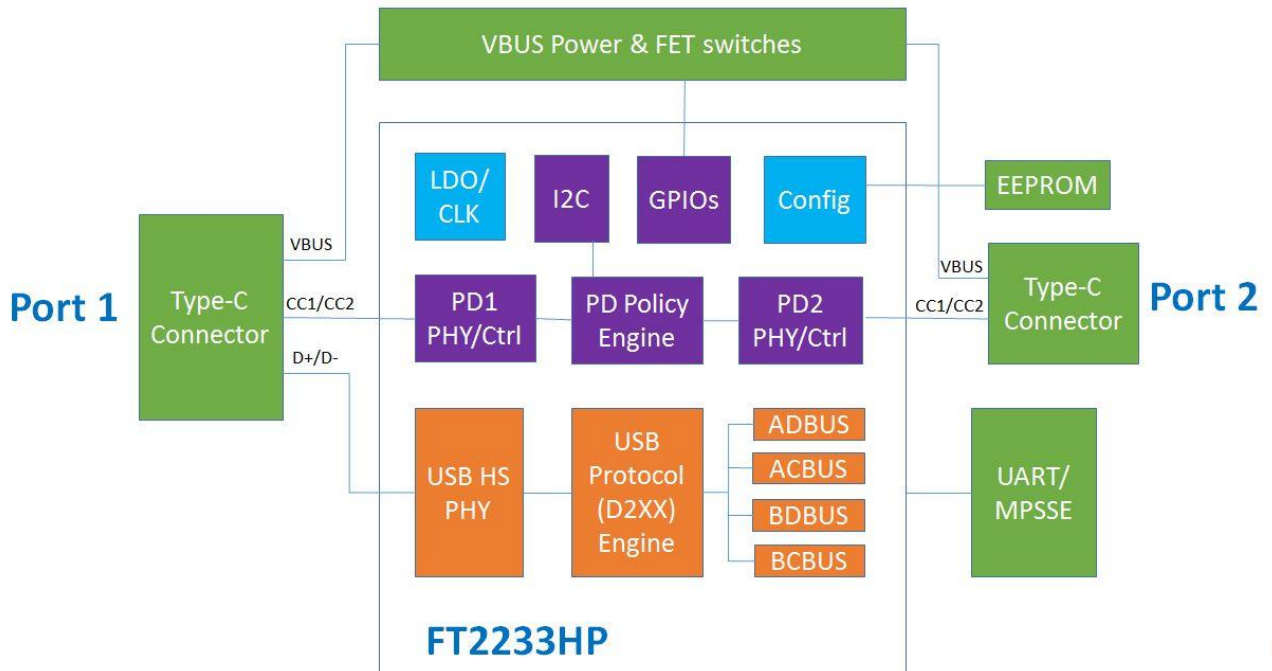 VBUS Power & FET switches
LDO/
CLK
I2C
GPIOs
Config
EEPROM
VBUS
VBUS
Port 1
Type-C
Connector
CC1/CC2
PD1
PHY/Ctrl
PD Policy
Engine
PD2
PHY/Ctrl
CC1/CC2
Type-C
Connector
Port 2
D+/D-
USB HS
PHY
USB
Protocol
(D2XX)
Engine
ADBUS
ACBUS
BDBUS
BCBUS
UART/
MPSSE
FT2233HP